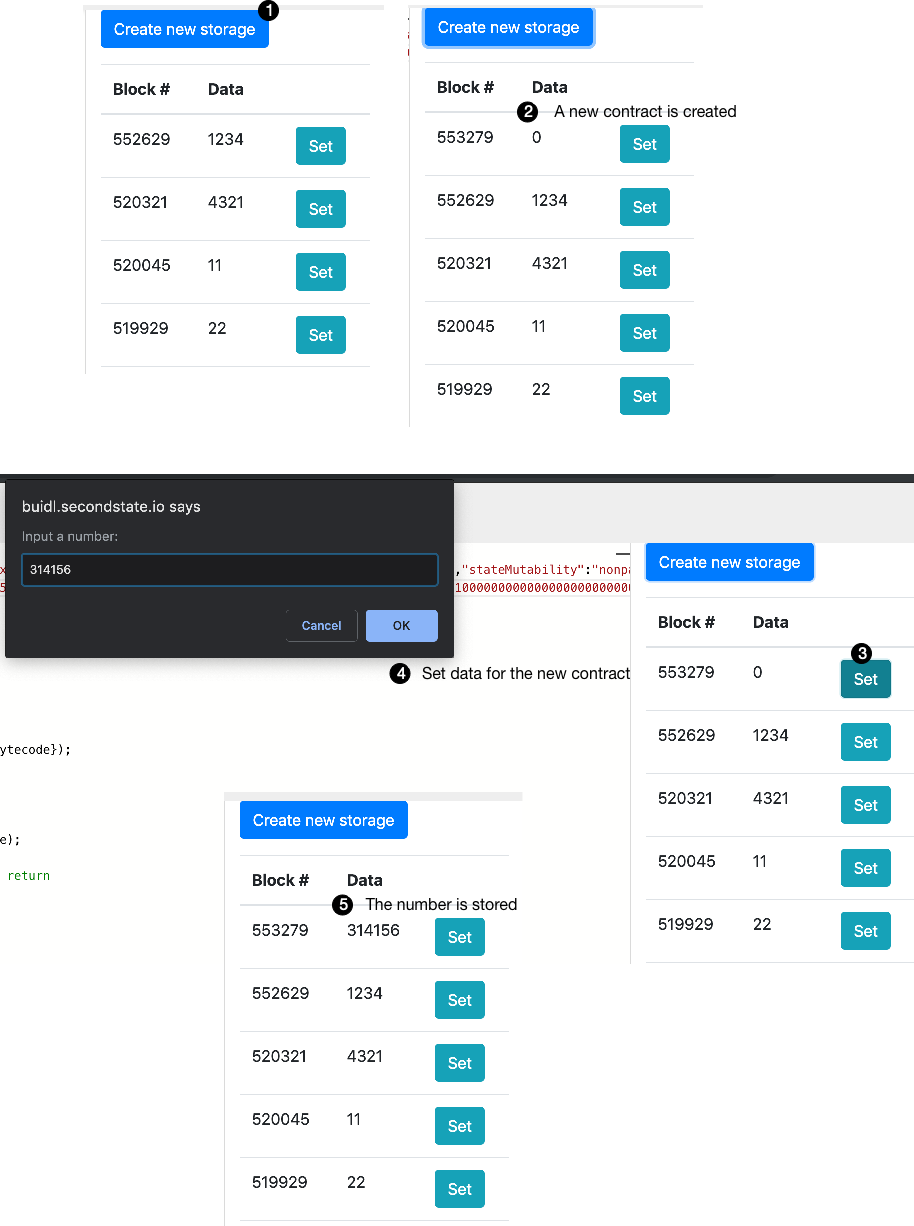 1
Create new storage
Block # Data
552629 1234 Set
520321 4321 Set
520045 11 Set
519929 22 Set
Create new storage
Block # Data
2 A new contract is created
553279 0 Set
552629 1234 Set
520321 4321 Set
520045 11 Set
519929 22 Set
buidl.secondstate.io says
Input a number:
314156
Cancel OK
,"stateMutability":"nonpa
4 Set data for the new contract
ytecode});
e);
return
Create new storage
Block # Data
3
553279 0 Set
552629 1234 Set
520321 4321 Set
520045 11 Set
519929 22 Set
Create new storage
Block # Data
5 The number is stored
553279 314156 Set
552629 1234 Set
520321 4321 Set
520045 11 Set
519929 22 Set